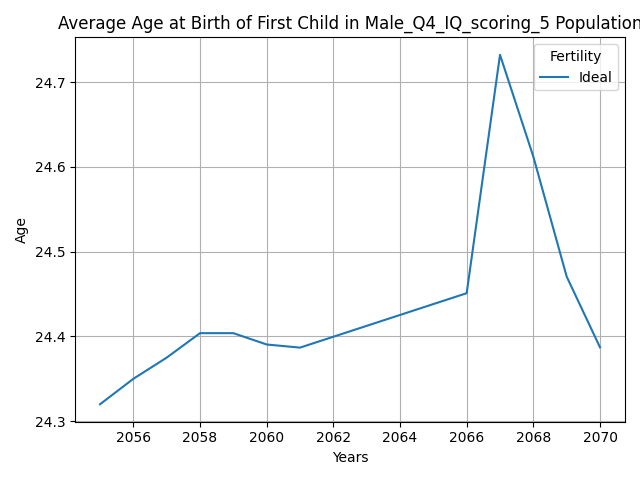 Average Age at Birth of First Child in Male_Q4_IQ_scoring_5 Population
Fertility
Ideal
24.7
24.6
24.5
24.4
24.3
Age
2056 2058 2060 2062 2064 2066 2068 2070
Years